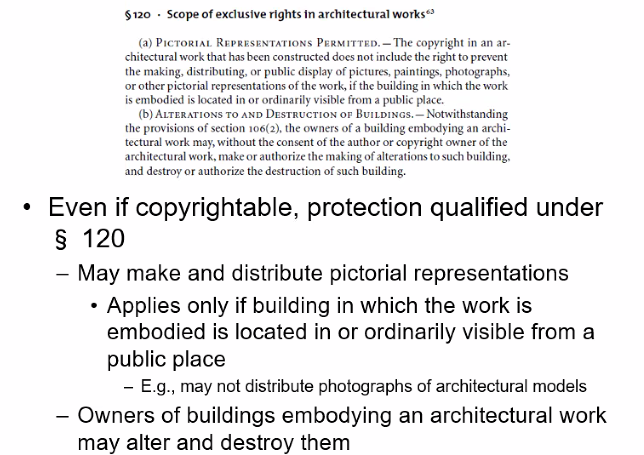 § 120 · Scope of exclusive rights in architectural works⁶³
(a) Pictorial Representations Permitted.—The copyright in an ar-
chitectural work that has been constructed does not include the right to prevent
the making, distributing, or public display of pictures, paintings, photographs,
or other pictorial representations of the work, if the building in which the work
is embodied is located in or ordinarily visible from a public place.
(b) Alterations to and Destruction of Buildings.—Notwithstanding
the provisions of section 106(2), the owners of a building embodying an archi-
tectural work may, without the consent of the author or copyright owner of the
architectural work, make or authorize the making of alterations to such building,
and destroy or authorize the destruction of such building.
• Even if copyrightable, protection qualified under
§ 120
– May make and distribute pictorial representations
• Applies only if building in which the work is
embodied is located in or ordinarily visible from a
public place
– E.g., may not distribute photographs of architectural models
– Owners of buildings embodying an architectural work
may alter and destroy them